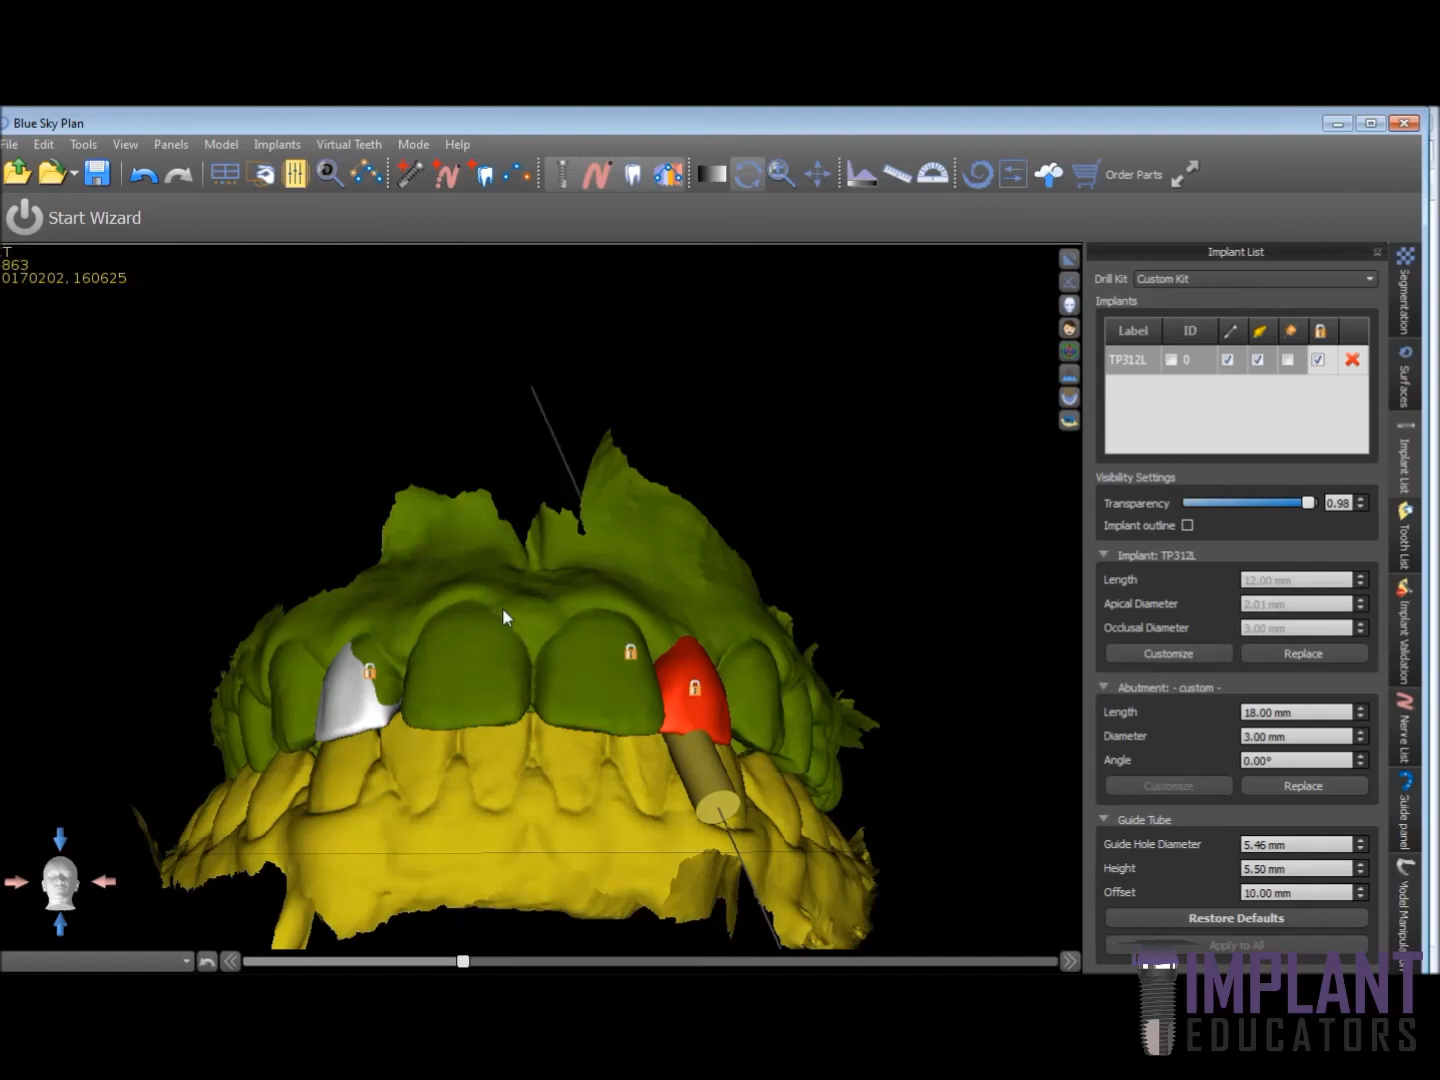 Blue Sky Plan
File Edit Tools View Panels Model Implants Virtual Teeth Mode Help
Order Parts
Start Wizard
863
0170202, 160625
Implant List
Drill Kit Custom Kit
Implants
Label ID
TP312L 0
Visibility Settings
Transparency 0.98
Implant outline
Implant: TP312L
Length 12.00 mm
Apical Diameter 2.01 mm
Occlusal Diameter 3.00 mm
Customize Replace
Abutment: - custom -
Length 18.00 mm
Diameter 3.00 mm
Angle 0.00°
Customize Replace
Guide Tube
Guide Hole Diameter 5.46 mm
Height 5.50 mm
Offset 10.00 mm
Restore Defaults
Apply to All
Segmentation
Surfaces
Implant List
Tooth List
Implant Validation
Nerve List
Guide panel
Model Manipul
IMPLANT
EDUCATORS